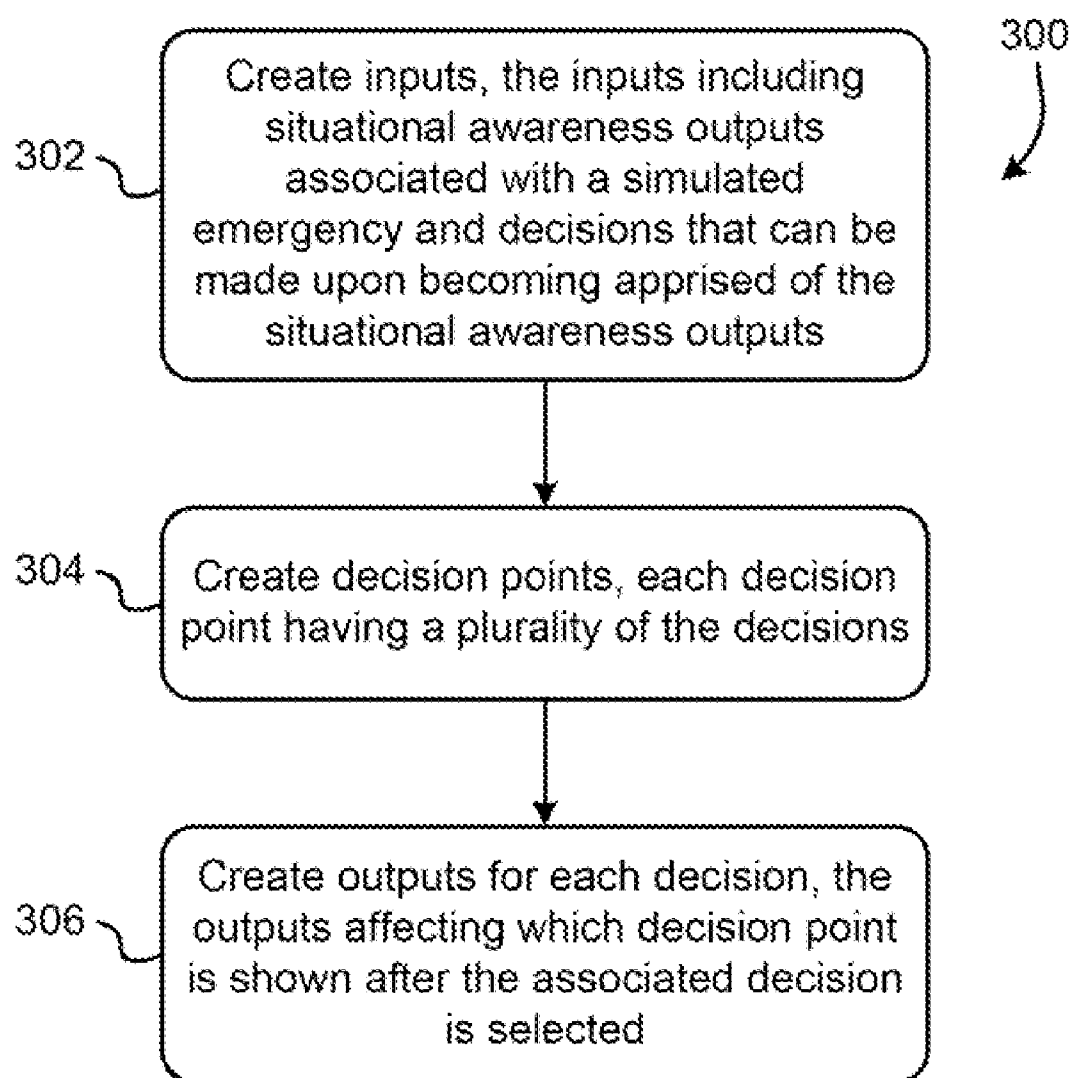 300
302
Create inputs, the inputs including
situational awareness outputs
associated with a simulated
emergency and decisions that can be
made upon becoming apprised of the
situational awareness outputs
304
Create decision points, each decision
point having a plurality of the decisions
306
Create outputs for each decision, the
outputs affecting which decision point
is shown after the associated decision
is selected